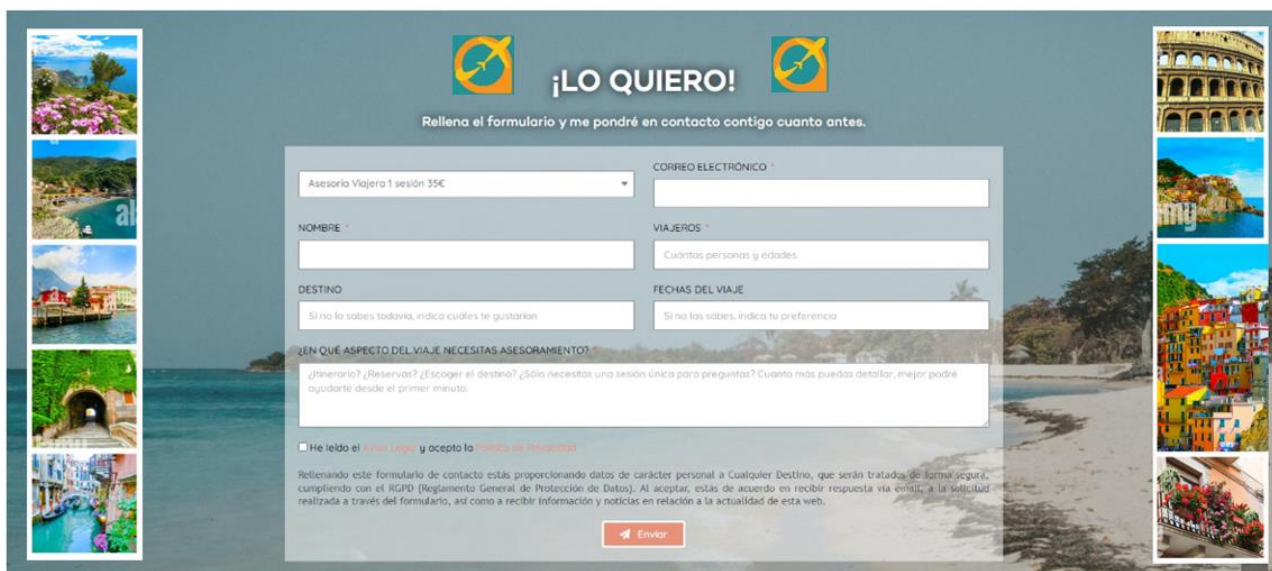 ¡LO QUIERO!
Rellena el formulario y me pondré en contacto contigo cuanto antes.
Asesoría Viajera 1 sesión 35€
CORREO ELECTRÓNICO *
NOMBRE *
VIAJEROS *
Cuántas personas y edades.
DESTINO
FECHAS DEL VIAJE
Si no lo sabes todavía, indica cuáles te gustarían
Si no las sabes, indica tu preferencia
¿EN QUÉ ASPECTO DEL VIAJE NECESITAS ASESORAMIENTO? *
¿Itinerario? ¿Reservas? ¿Escoger el destino? ¿Sólo necesitas una sesión única para preguntas? Cuanto más puedas detallar, mejor podré
ayudarte desde el primer minuto.
He leído el Aviso Legal y acepto la Política de Privacidad
Rellenando este formulario de contacto estás proporcionando datos de carácter personal a Cualquier Destino, que serán tratados de forma segura,
cumpliendo con el RGPD (Reglamento General de Protección de Datos). Al aceptar, estás de acuerdo en recibir respuesta vía email, a la solicitud
realizada a través del formulario, así como a recibir información y noticias en relación a la actualidad de esta web.
Enviar